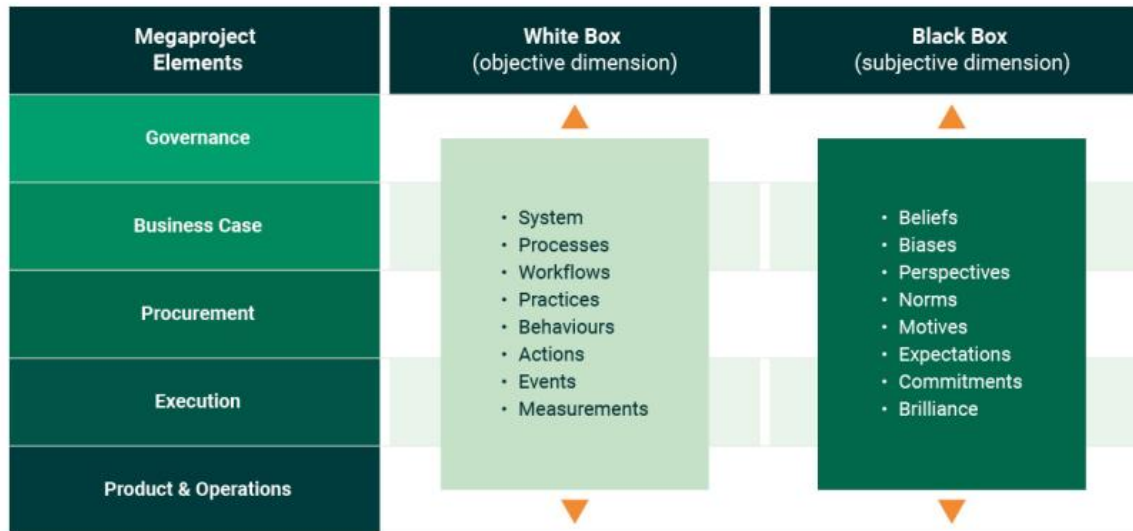 Megaproject
Elements
White Box
(objective dimension)
Black Box
(subjective dimension)
Governance
Business Case
Procurement
Execution
Product & Operations
• System
• Processes
• Workflows
• Practices
• Behaviours
• Actions
• Events
• Measurements
• Beliefs
• Biases
• Perspectives
• Norms
• Motives
• Expectations
• Commitments
• Brilliance